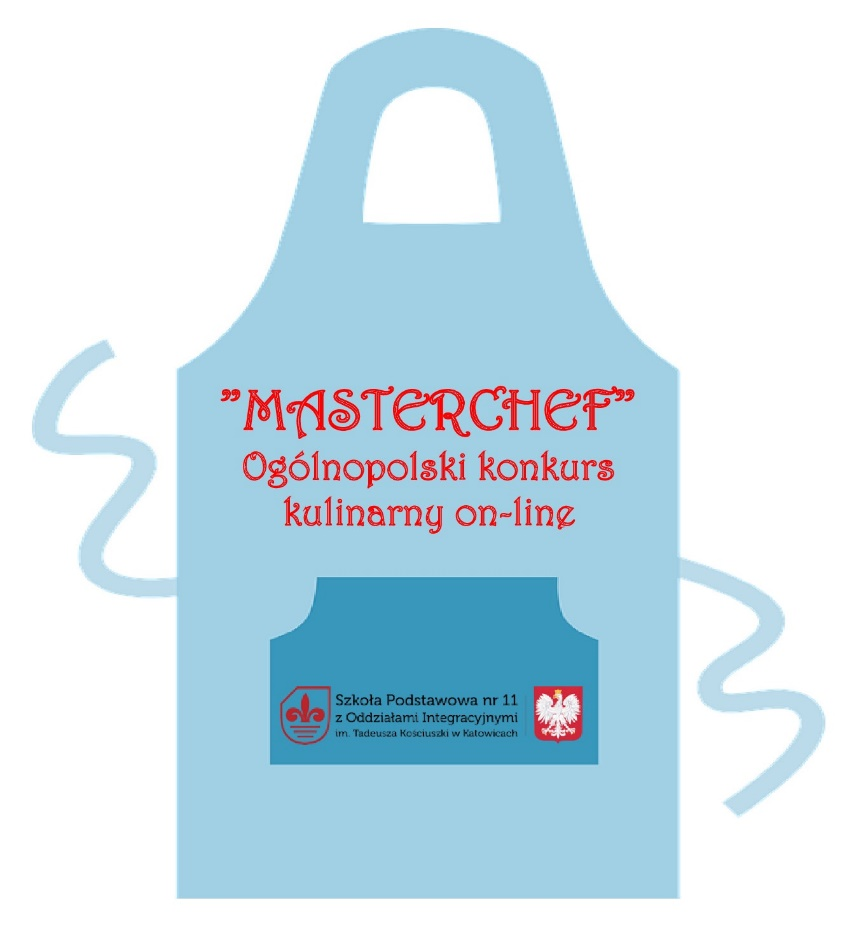 ”MASTERCHEF”
Ogólnopolski konkurs
kulinarny on-line
Szkoła Podstawowa nr 11
z Oddziałami Integracyjnymi
im. Tadeusza Kościuszki w Katowicach